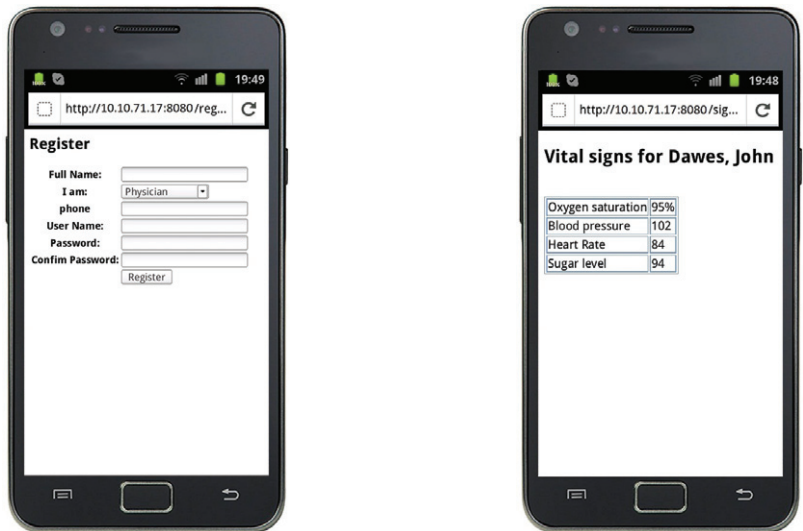 19:49
http://10.10.71.17:8080/reg...
Register
Full Name:
I am: Physician
phone
User Name:
Password:
Confim Password:
Register
19:48
http://10.10.71.17:8080/sig...
Vital signs for Dawes, John
Oxygen saturation 95%
Blood pressure 102
Heart Rate 84
Sugar level 94